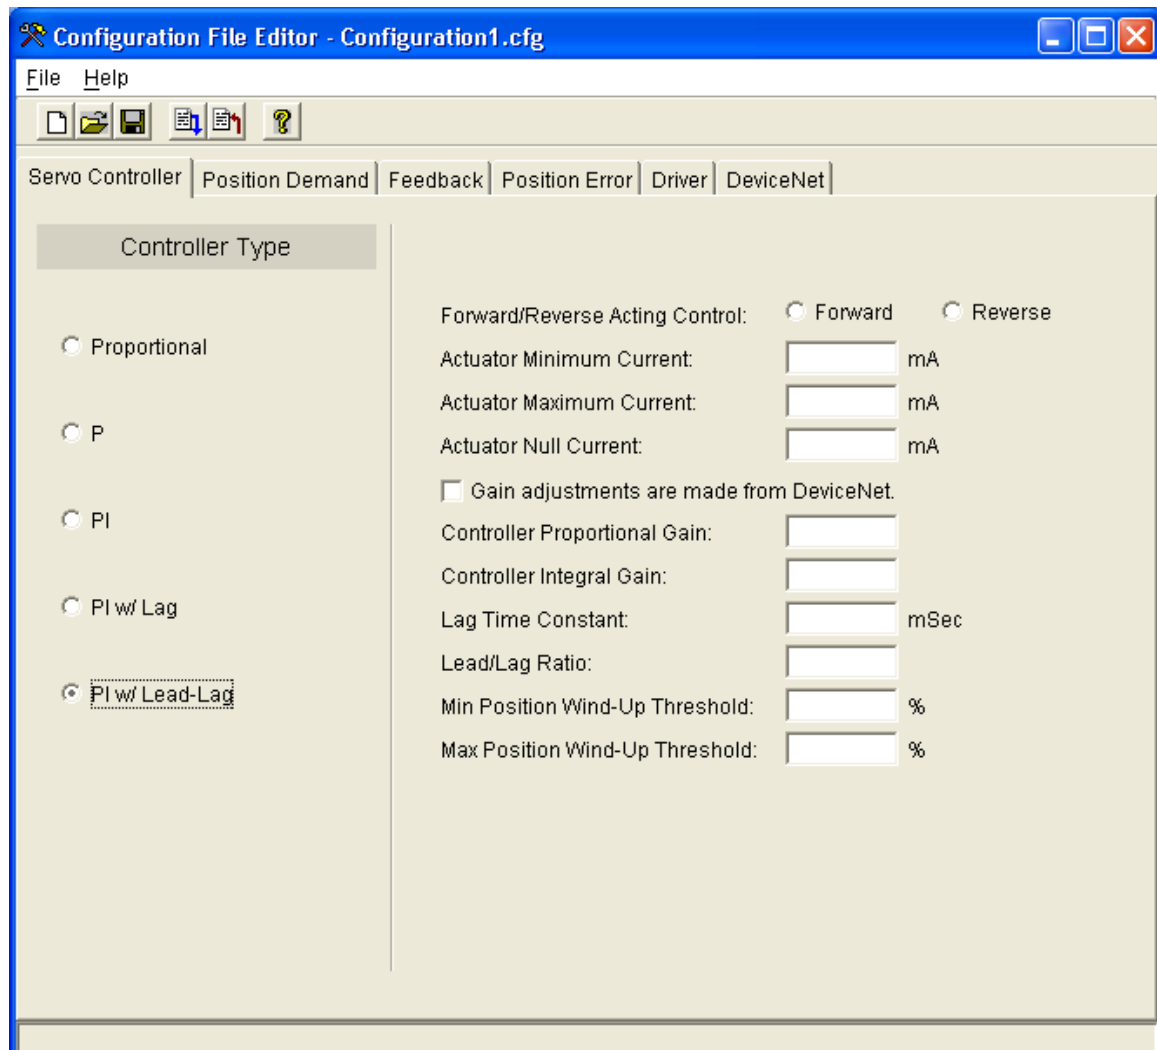 Configuration File Editor - Configuration1.cfg
File Help
Servo Controller Position Demand Feedback Position Error Driver DeviceNet
Controller Type
Proportional
P
PI
PI w/ Lag
PI w/ Lead-Lag
Forward/Reverse Acting Control: Forward Reverse
Actuator Minimum Current: mA
Actuator Maximum Current: mA
Actuator Null Current: mA
Gain adjustments are made from DeviceNet.
Controller Proportional Gain:
Controller Integral Gain:
Lag Time Constant: mSec
Lead/Lag Ratio:
Min Position Wind-Up Threshold: %
Max Position Wind-Up Threshold: %